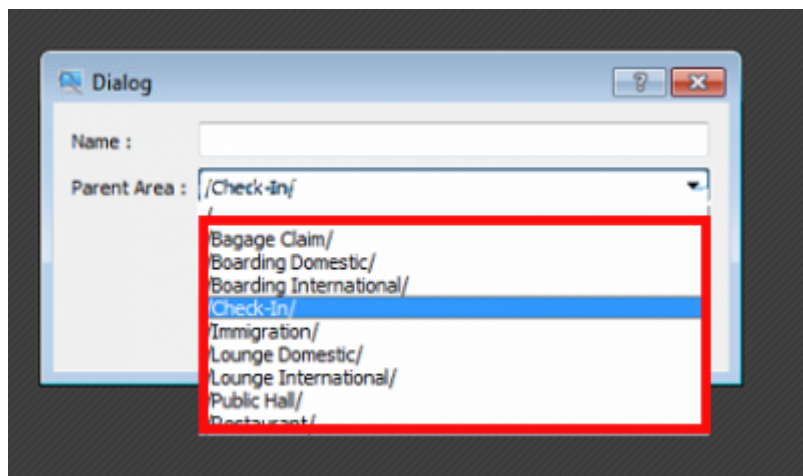 Dialog
Name :
Parent Area : /Check-In/
/
/Bagage Claim/
/Boarding Domestic/
/Boarding International/
/Check-In/
/Immigration/
/Lounge Domestic/
/Lounge International/
/Public Hall/
/Restaurant/